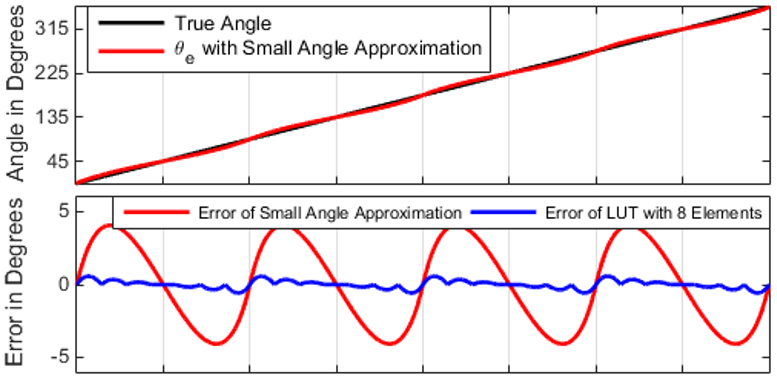 Angle in Degrees
315
225
135
45
True Angle
θe with Small Angle Approximation
Error in Degrees
5
0
-5
Error of Small Angle Approximation
Error of LUT with 8 Elements